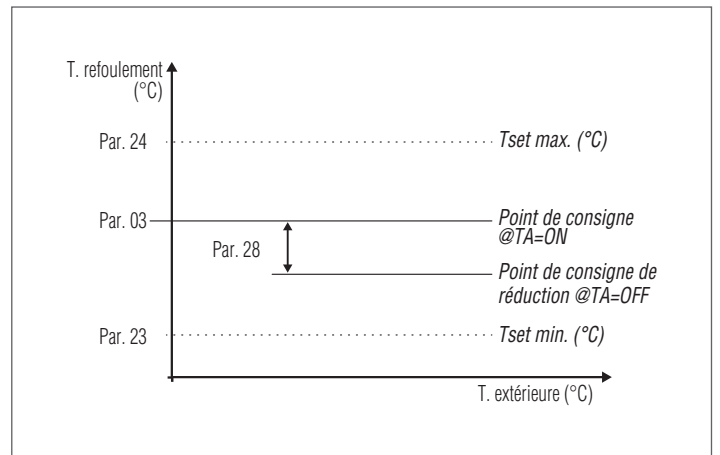 T. refoulement
(°C)
Par. 24
Tset max. (°C)
Par. 03
Point de consigne
@TA=ON
Par. 28
Point de consigne de
réduction @TA=OFF
Par. 23
Tset min. (°C)
T. extérieure (°C)